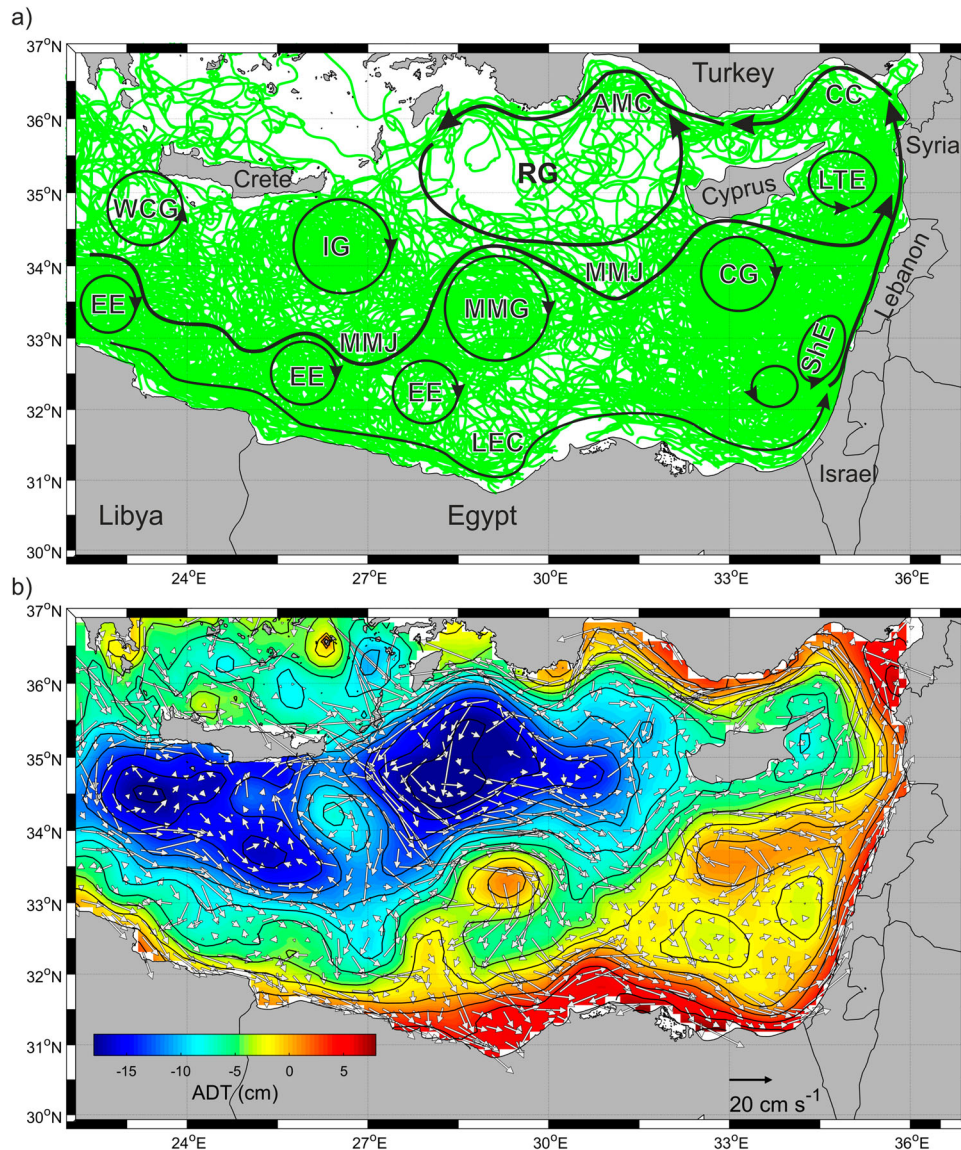 a)
37°N
36°N
35°N
34°N
33°N
32°N
31°N
30°N
Turkey
AMC
CC
Syria
RG
Crete
Cyprus
LTE
WCG
IG
MMJ
CG
Lebanon
EE
MMG
MMJ
ShE
EE
EE
LEC
Israel
Libya
Egypt
24°E
27°E
30°E
33°E
36°E
b)
37°N
36°N
35°N
34°N
33°N
32°N
31°N
30°N
-15
-10
-5
0
5
ADT (cm)
20 cm s⁻¹
24°E
27°E
30°E
33°E
36°E